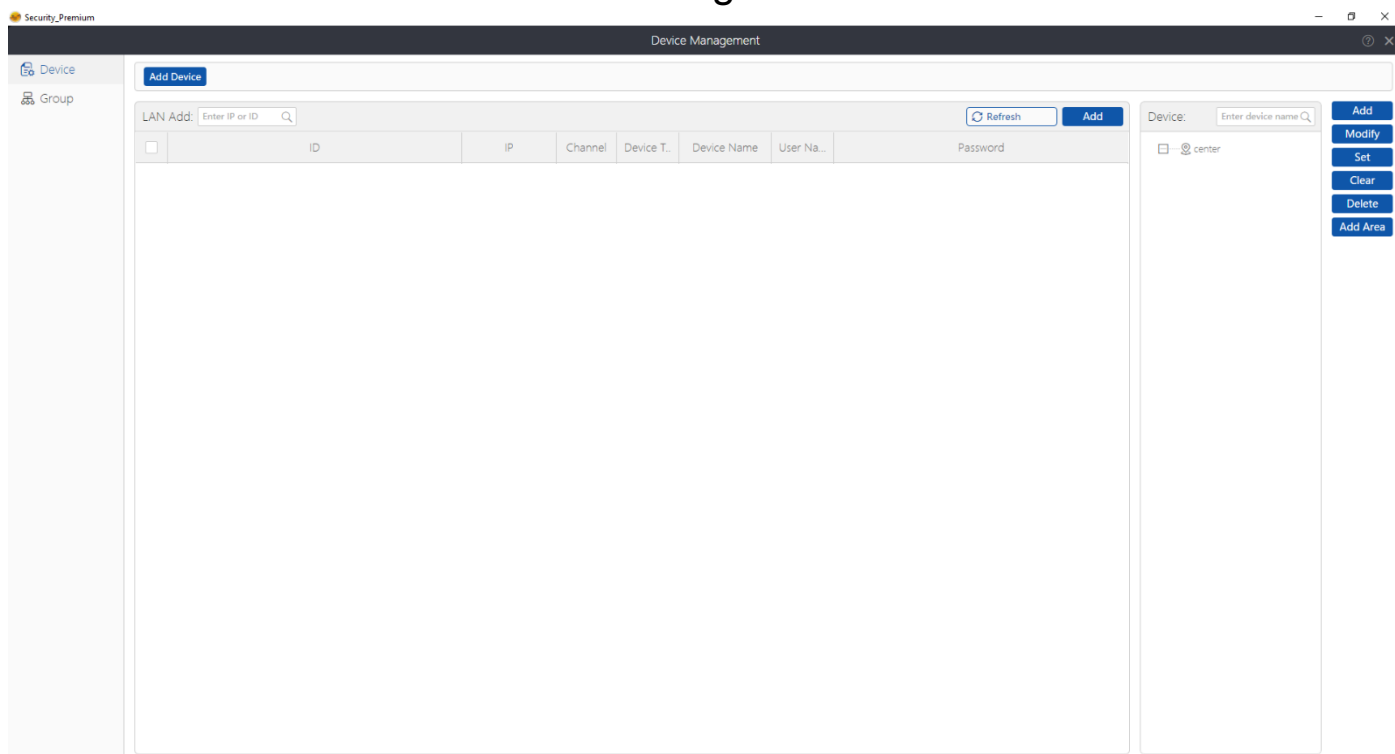 Security_Premium
Device Management
Device
Group
Add Device
LAN Add: Enter IP or ID
Refresh
Add
ID IP Channel Device T.. Device Name User Na... Password
Device: Enter device name
center
Add
Modify
Set
Clear
Delete
Add Area